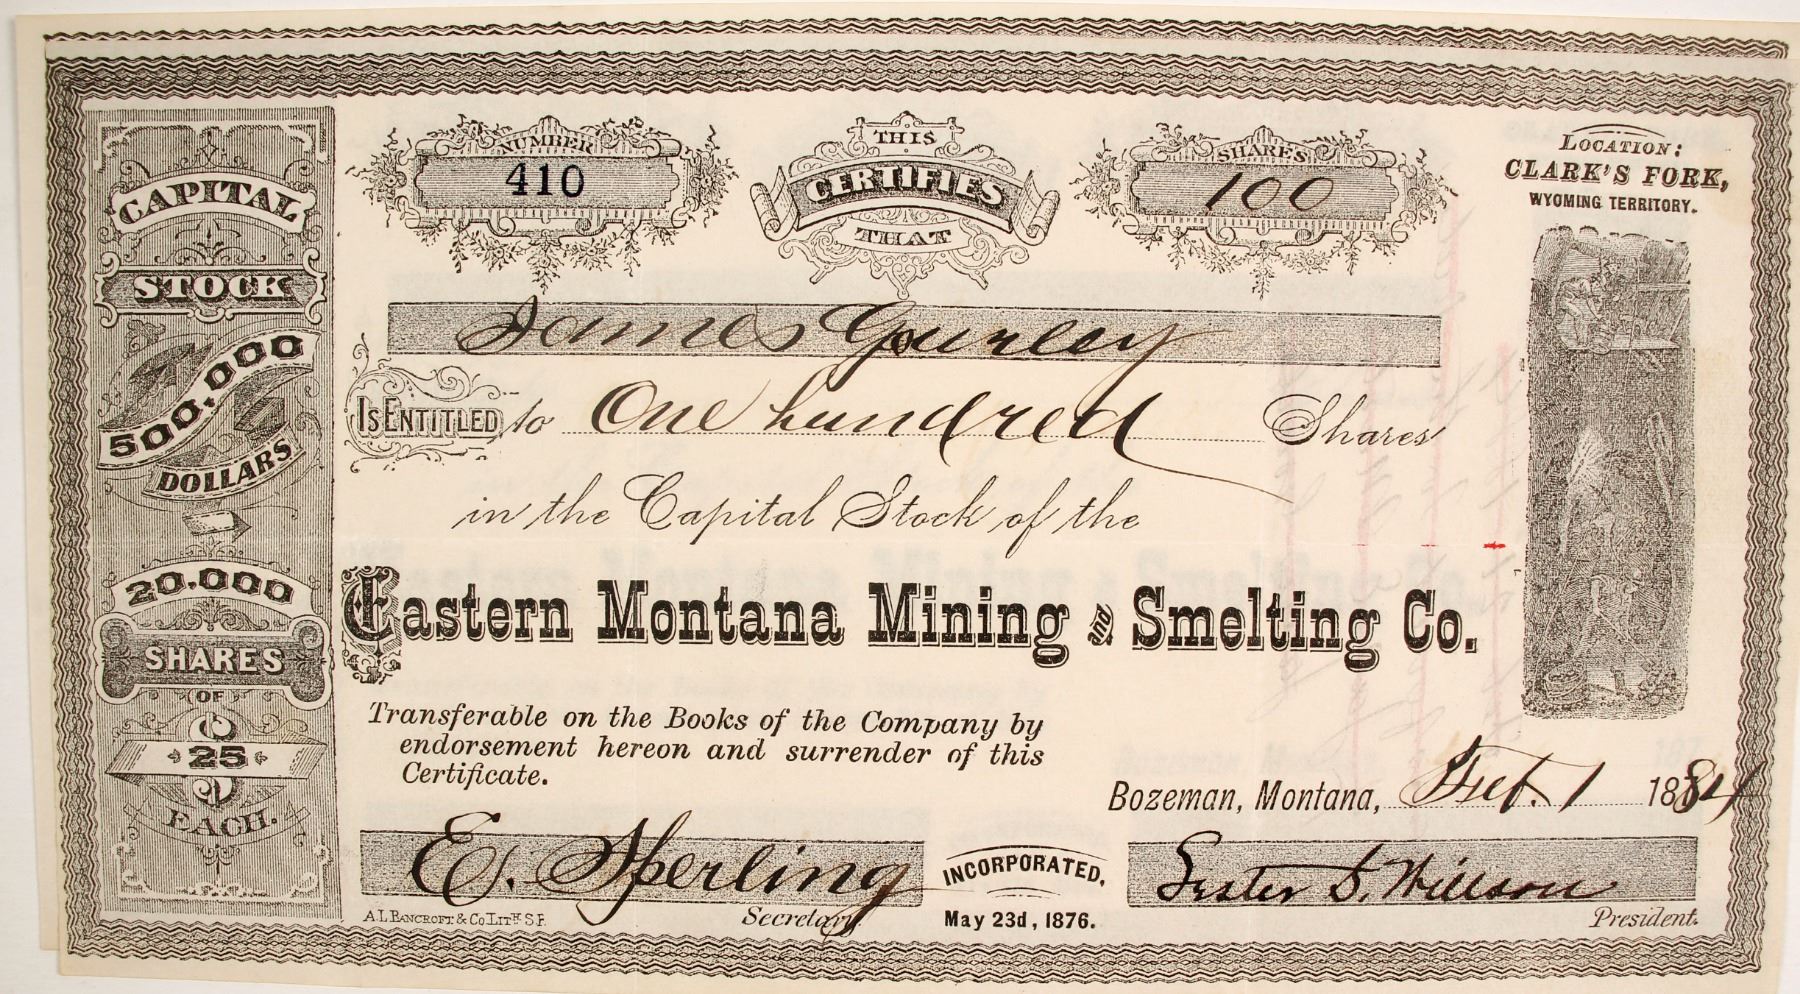 CAPITAL
STOCK
500,000
DOLLARS
20,000
SHARES
OF
$25
EACH.
NUMBER
410
THIS
CERTIFIES
THAT
SHARES
100
LOCATION:
CLARK'S FORK,
WYOMING TERRITORY.
James Gourley
IS ENTITLED to One hundred Shares
in the Capital Stock of the
Eastern Montana Mining and Smelting Co.
Transferable on the Books of the Company by
endorsement hereon and surrender of this
Certificate.
Bozeman, Montana, Feb. 1 1884
E. Sperling
Secretary
INCORPORATED,
May 23d, 1876.
Lester S. Willson
President.
A L BANCROFT & CO LITH S.F.